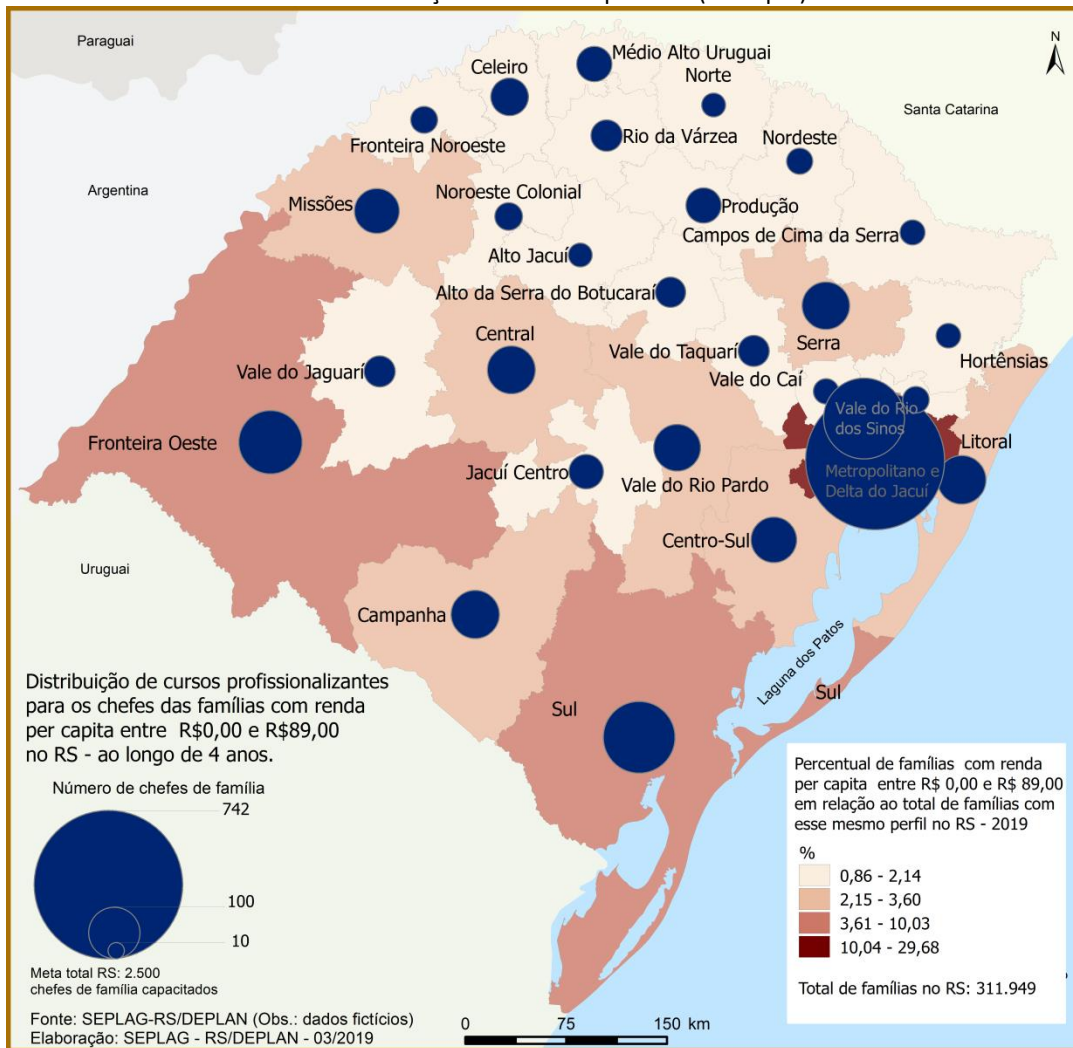 Paraguai
N
Médio Alto Uruguai
Celeiro
Norte
Santa Catarina
Fronteira Noroeste
Rio da Várzea
Nordeste
Argentina
Missões
Noroeste Colonial
Produção
Campos de Cima da Serra
Alto Jacuí
Alto da Serra do Botucaraí
Central
Serra
Vale do Taquarí
Hortênsias
Vale do Jaguarí
Vale do Caí
Vale do Rio
dos Sinos
Fronteira Oeste
Litoral
Jacuí Centro
Vale do Rio Pardo
Metropolitano e
Delta do Jacuí
Centro-Sul
Uruguai
Campanha
Laguna dos Patos
Sul
Sul
Distribuição de cursos profissionalizantes
para os chefes das famílias com renda
per capita entre R$0,00 e R$89,00
no RS - ao longo de 4 anos.
Número de chefes de família
742
100
10
Meta total RS: 2.500
chefes de família capacitados
Fonte: SEPLAG-RS/DEPLAN (Obs.: dados fictícios)
Elaboração: SEPLAG - RS/DEPLAN - 03/2019
0 75 150 km
Percentual de famílias com renda
per capita entre R$ 0,00 e R$ 89,00
em relação ao total de famílias com
esse mesmo perfil no RS - 2019
%
0,86 - 2,14
2,15 - 3,60
3,61 - 10,03
10,04 - 29,68
Total de famílias no RS: 311.949